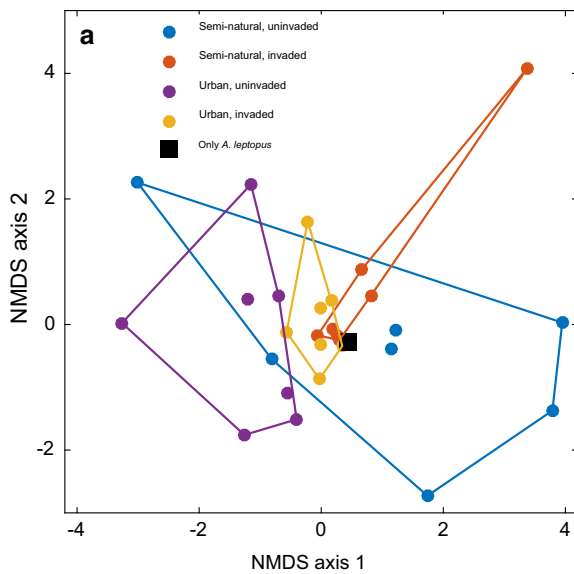 a
Semi-natural, uninvaded
Semi-natural, invaded
Urban, uninvaded
Urban, invaded
Only A. leptopus
4
2
0
-2
NMDS axis 2
-4 -2 0 2 4
NMDS axis 1